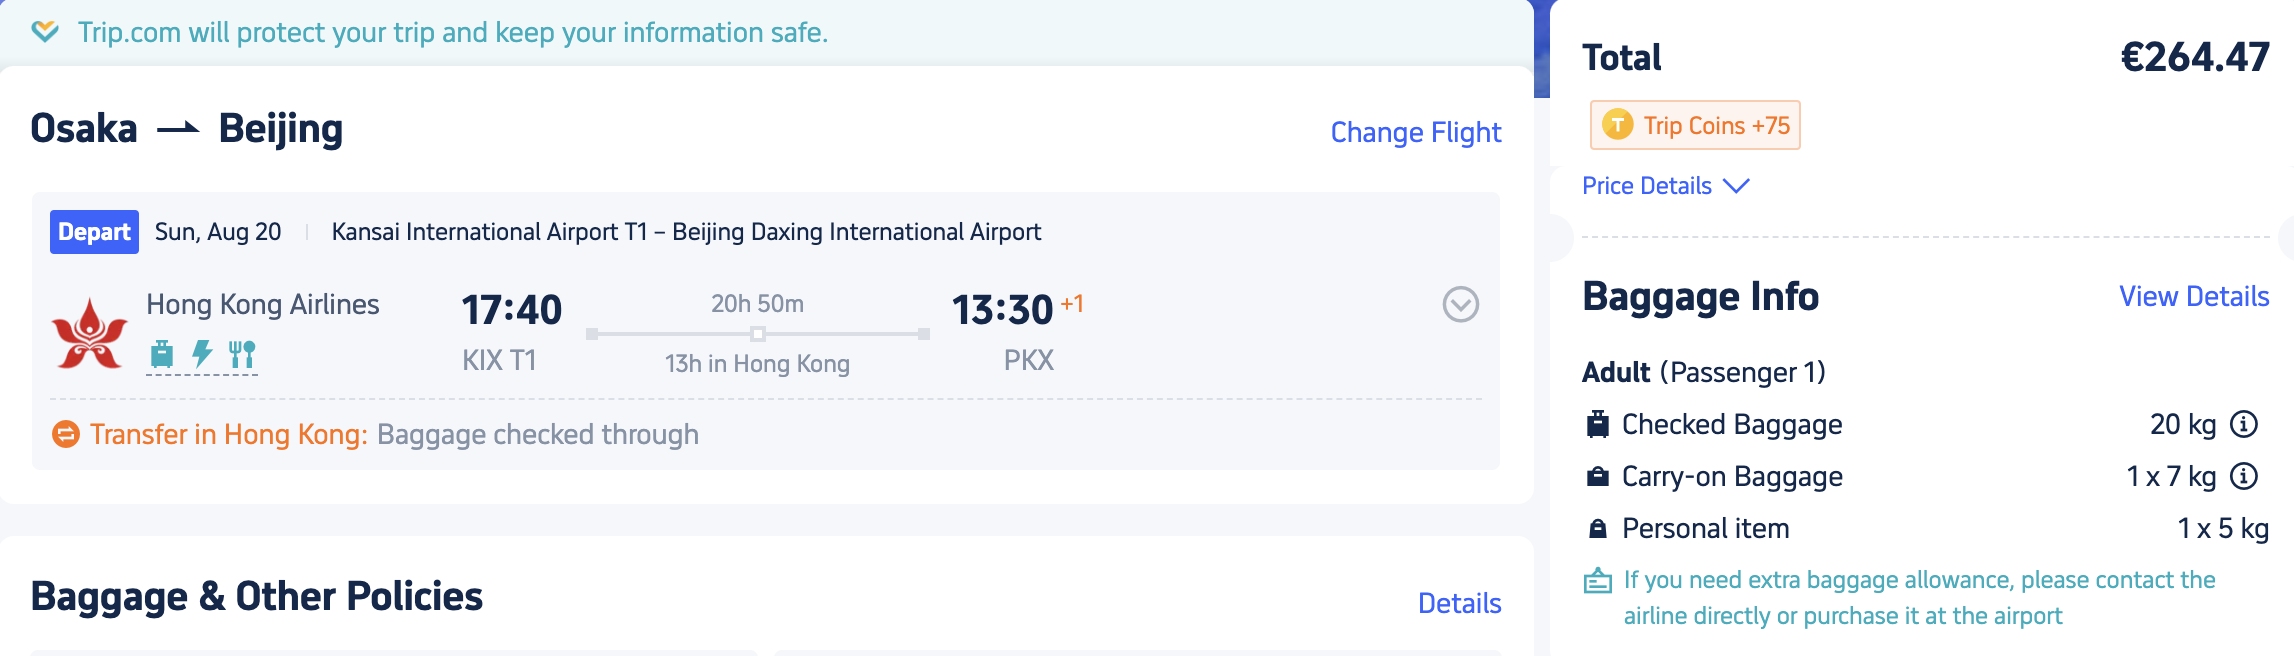 Trip.com will protect your trip and keep your information safe.
Osaka → Beijing
Change Flight
Depart Sun, Aug 20 Kansai International Airport T1 – Beijing Daxing International Airport
Hong Kong Airlines
17:40
KIX T1
20h 50m
13h in Hong Kong
13:30 +1
PKX
Transfer in Hong Kong: Baggage checked through
Baggage & Other Policies
Details
Total €264.47
T Trip Coins +75
Price Details
Baggage Info View Details
Adult (Passenger 1)
Checked Baggage 20 kg
Carry-on Baggage 1 x 7 kg
Personal item 1 x 5 kg
If you need extra baggage allowance, please contact the
airline directly or purchase it at the airport